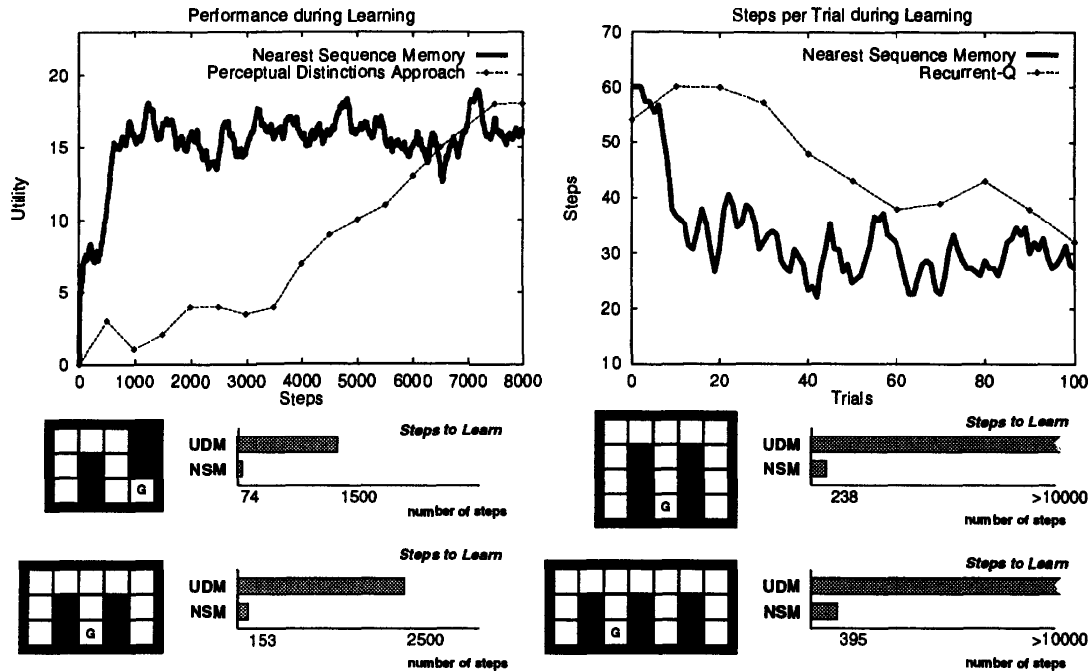 Performance during Learning
Nearest Sequence Memory
Perceptual Distinctions Approach
Utility
20
15
10
5
0
0 1000 2000 3000 4000 5000 6000 7000 8000
Steps
Steps per Trial during Learning
Nearest Sequence Memory
Recurrent-Q
Steps
70
60
50
40
30
20
10
0 20 40 60 80 100
Trials
G
Steps to Learn
UDM
NSM
74 1500
number of steps
G
Steps to Learn
UDM
NSM
238 >10000
number of steps
G
Steps to Learn
UDM
NSM
153 2500
number of steps
G
Steps to Learn
UDM
NSM
395 >10000
number of steps